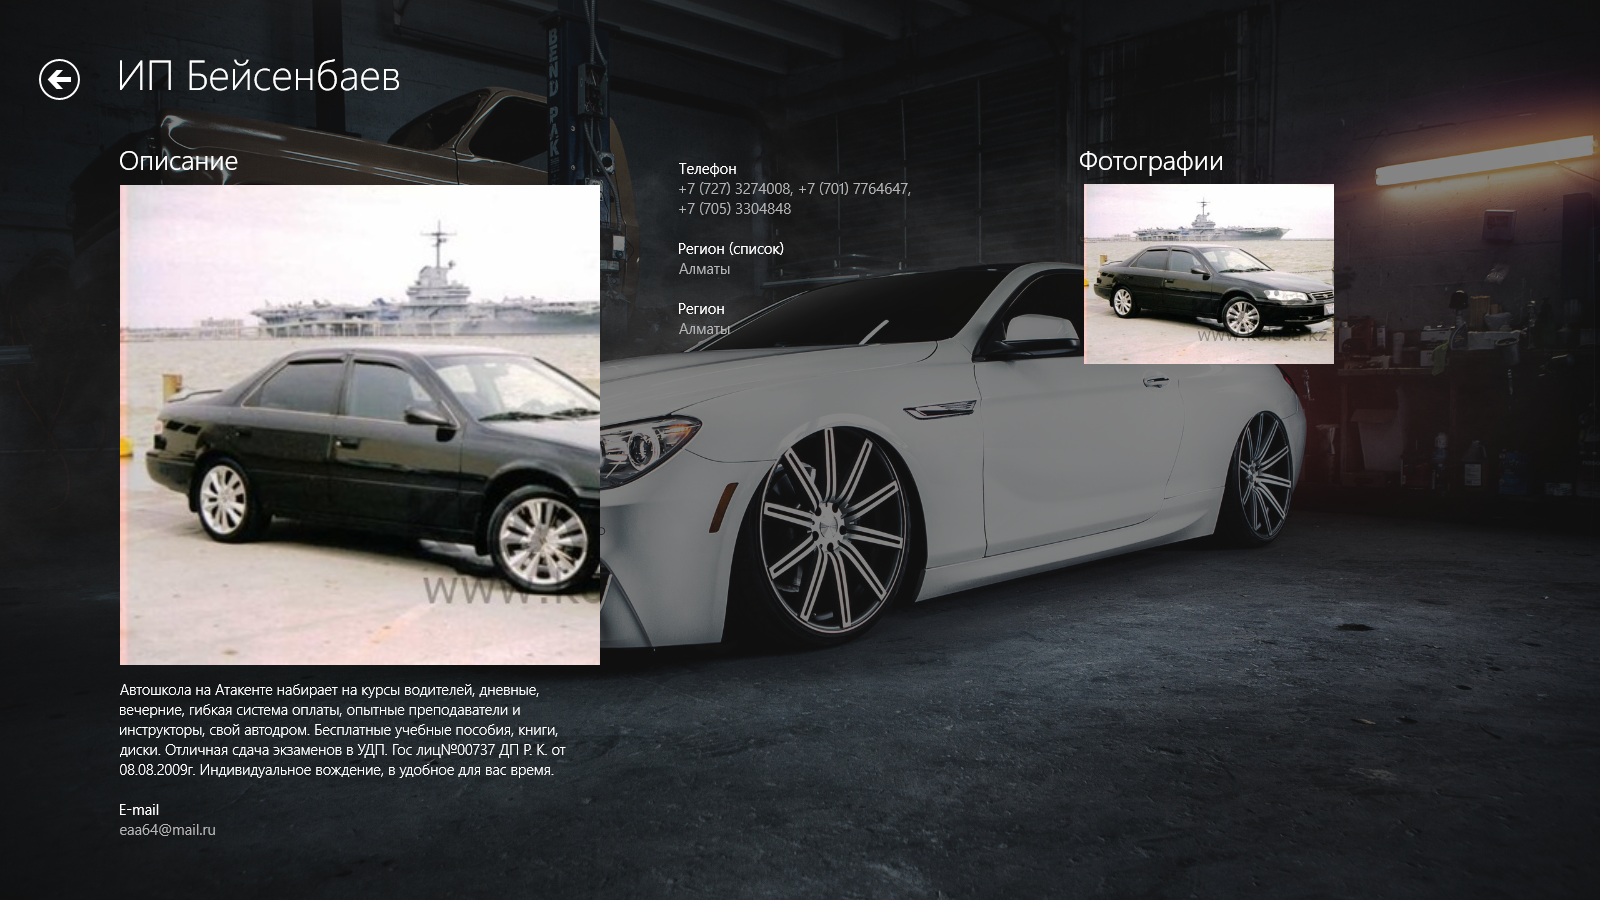 ИП Бейсенбаев
BEND PAK
Описание
www.ko
Автошкола на Атакенте набирает на курсы водителей, дневные,
вечерние, гибкая система оплаты, опытные преподаватели и
инструкторы, свой автодром. Бесплатные учебные пособия, книги,
диски. Отличная сдача экзаменов в УДП. Гос лиц№00737 ДП Р. К. от
08.08.2009г. Индивидуальное вождение, в удобное для вас время.
E-mail
eaa64@mail.ru
Телефон
+7 (727) 3274008, +7 (701) 7764647,
+7 (705) 3304848
Регион (список)
Алматы
Регион
Алматы
Фотографии
www.kolesa.kz